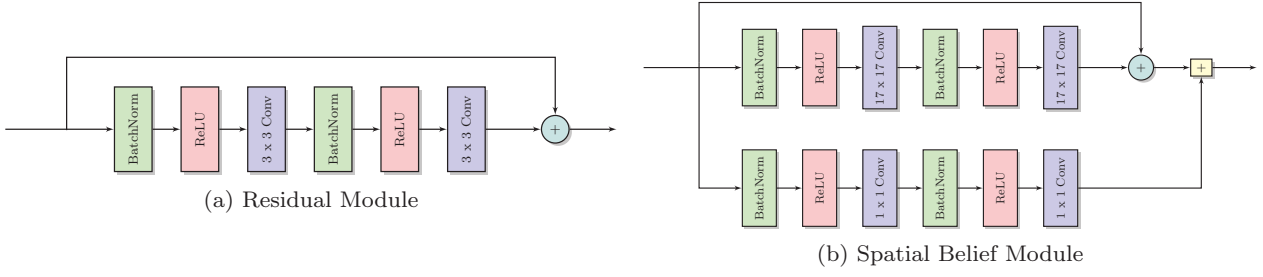 BatchNorm
ReLU
3 x 3 Conv
BatchNorm
ReLU
3 x 3 Conv
+
(a) Residual Module
BatchNorm
ReLU
17 x 17 Conv
BatchNorm
ReLU
17 x 17 Conv
+
+
BatchNorm
ReLU
1 x 1 Conv
BatchNorm
ReLU
1 x 1 Conv
(b) Spatial Belief Module